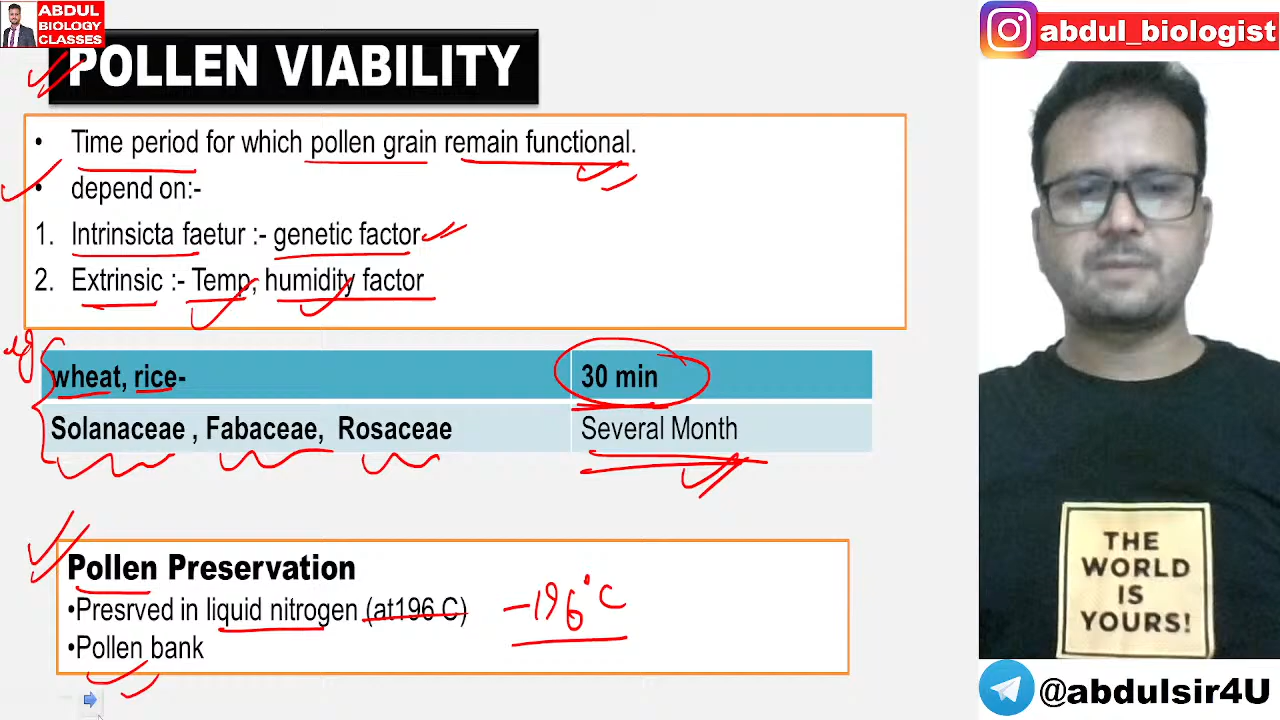 ABDUL
BIOLOGY
CLASSES
POLLEN VIABILITY
• Time period for which pollen grain remain functional.
• depend on:-
1. Intrinsicta faetur :- genetic factor
2. Extrinsic :- Temp, humidity factor
eg
wheat, rice- 30 min
Solanaceae , Fabaceae, Rosaceae Several Month
Pollen Preservation
•Presrved in liquid nitrogen (at196 C) -196°C
•Pollen bank
abdul_biologist
THE
WORLD
IS
YOURS!
@abdulsir4U